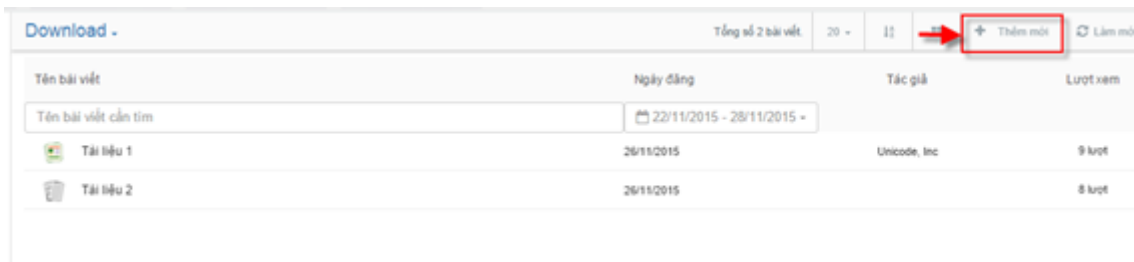 Download
Tổng số 2 bài viết
20
Thêm mới
Làm mớ
Tên bài viết
Ngày đăng
Tác giả
Lượt xem
Tên bài viết cần tìm
22/11/2015 - 28/11/2015
Tài liệu 1
26/11/2015
Unicode, Inc
9 lượt
Tài liệu 2
26/11/2015
8 lượt